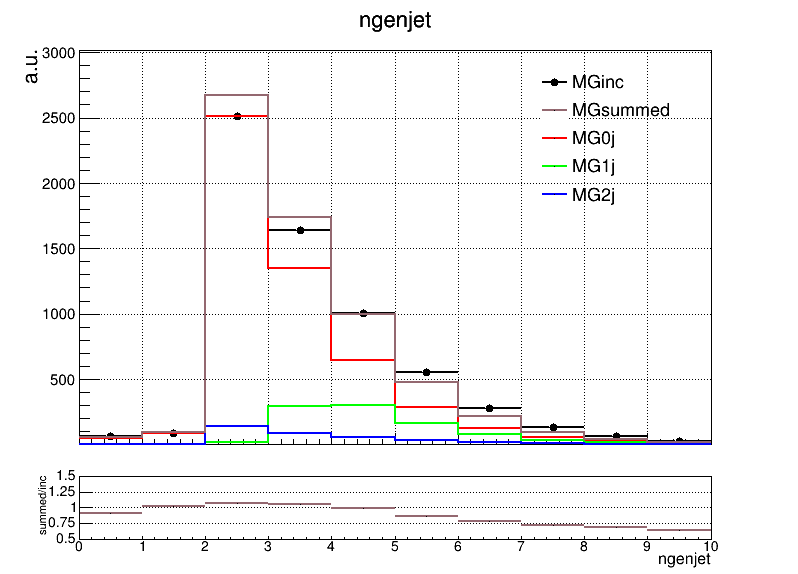 ngenjet
a.u.
3000
2500
2000
1500
1000
500
MGinc
MGsummed
MG0j
MG1j
MG2j
summed/inc
1.5
1.25
1
0.75
0.5
0 1 2 3 4 5 6 7 8 9 10
ngenjet